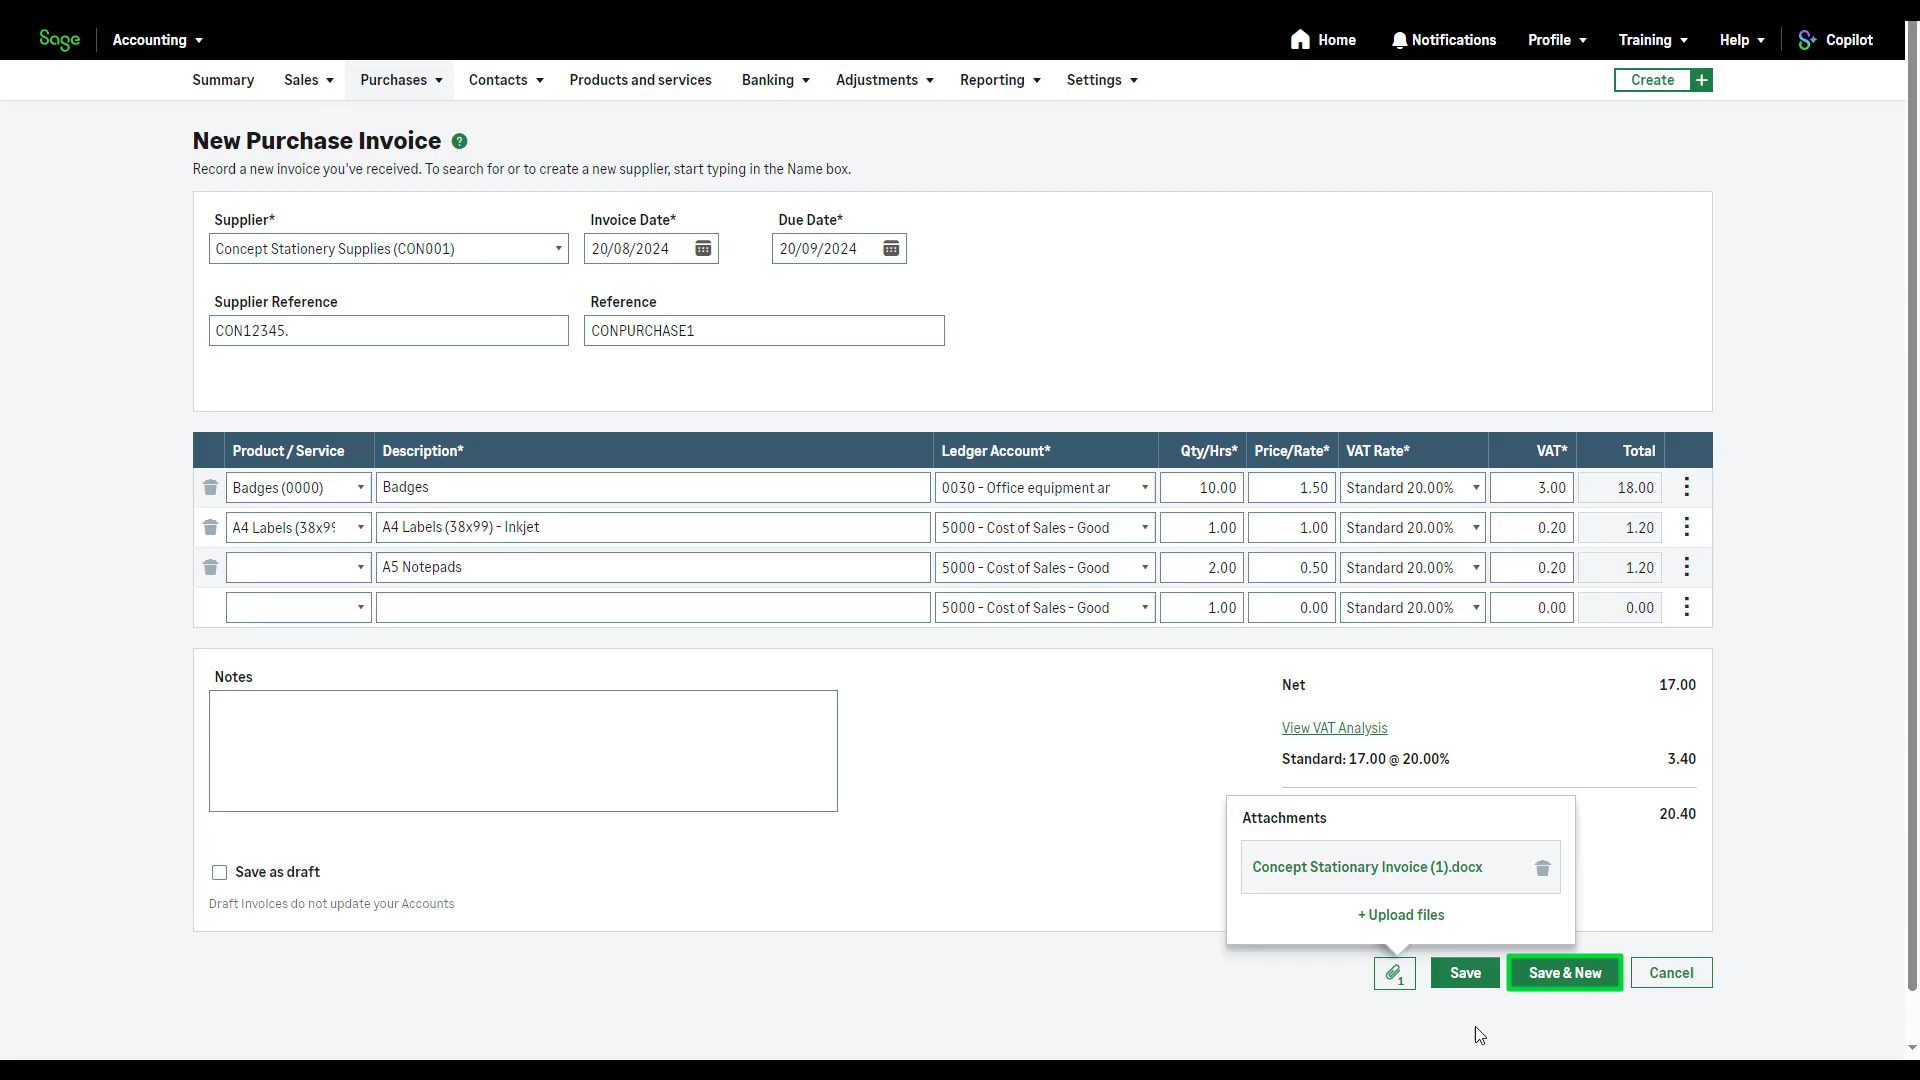 Sage Accounting Home Notifications Profile Training Help Copilot
Summary Sales Purchases Contacts Products and services Banking Adjustments Reporting Settings Create +
New Purchase Invoice ?
Record a new invoice you've received. To search for or to create a new supplier, start typing in the Name box.
Supplier* Invoice Date* Due Date*
Concept Stationery Supplies (CON001) 20/08/2024 20/09/2024
Supplier Reference Reference
CON12345. CONPURCHASE1
Product / Service Description* Ledger Account* Qty/Hrs* Price/Rate* VAT Rate* VAT* Total
Badges (0000) Badges 0030 - Office equipment ar 10.00 1.50 Standard 20.00% 3.00 18.00
A4 Labels (38x99 A4 Labels (38x99) - Inkjet 5000 - Cost of Sales - Good 1.00 1.00 Standard 20.00% 0.20 1.20
A5 Notepads 5000 - Cost of Sales - Good 2.00 0.50 Standard 20.00% 0.20 1.20
5000 - Cost of Sales - Good 1.00 0.00 Standard 20.00% 0.00 0.00
Notes
Net 17.00
View VAT Analysis
Standard: 17.00 @ 20.00% 3.40
20.40
Attachments
Concept Stationary Invoice (1).docx
+ Upload files
Save as draft
Draft Invoices do not update your Accounts
1 Save Save & New Cancel